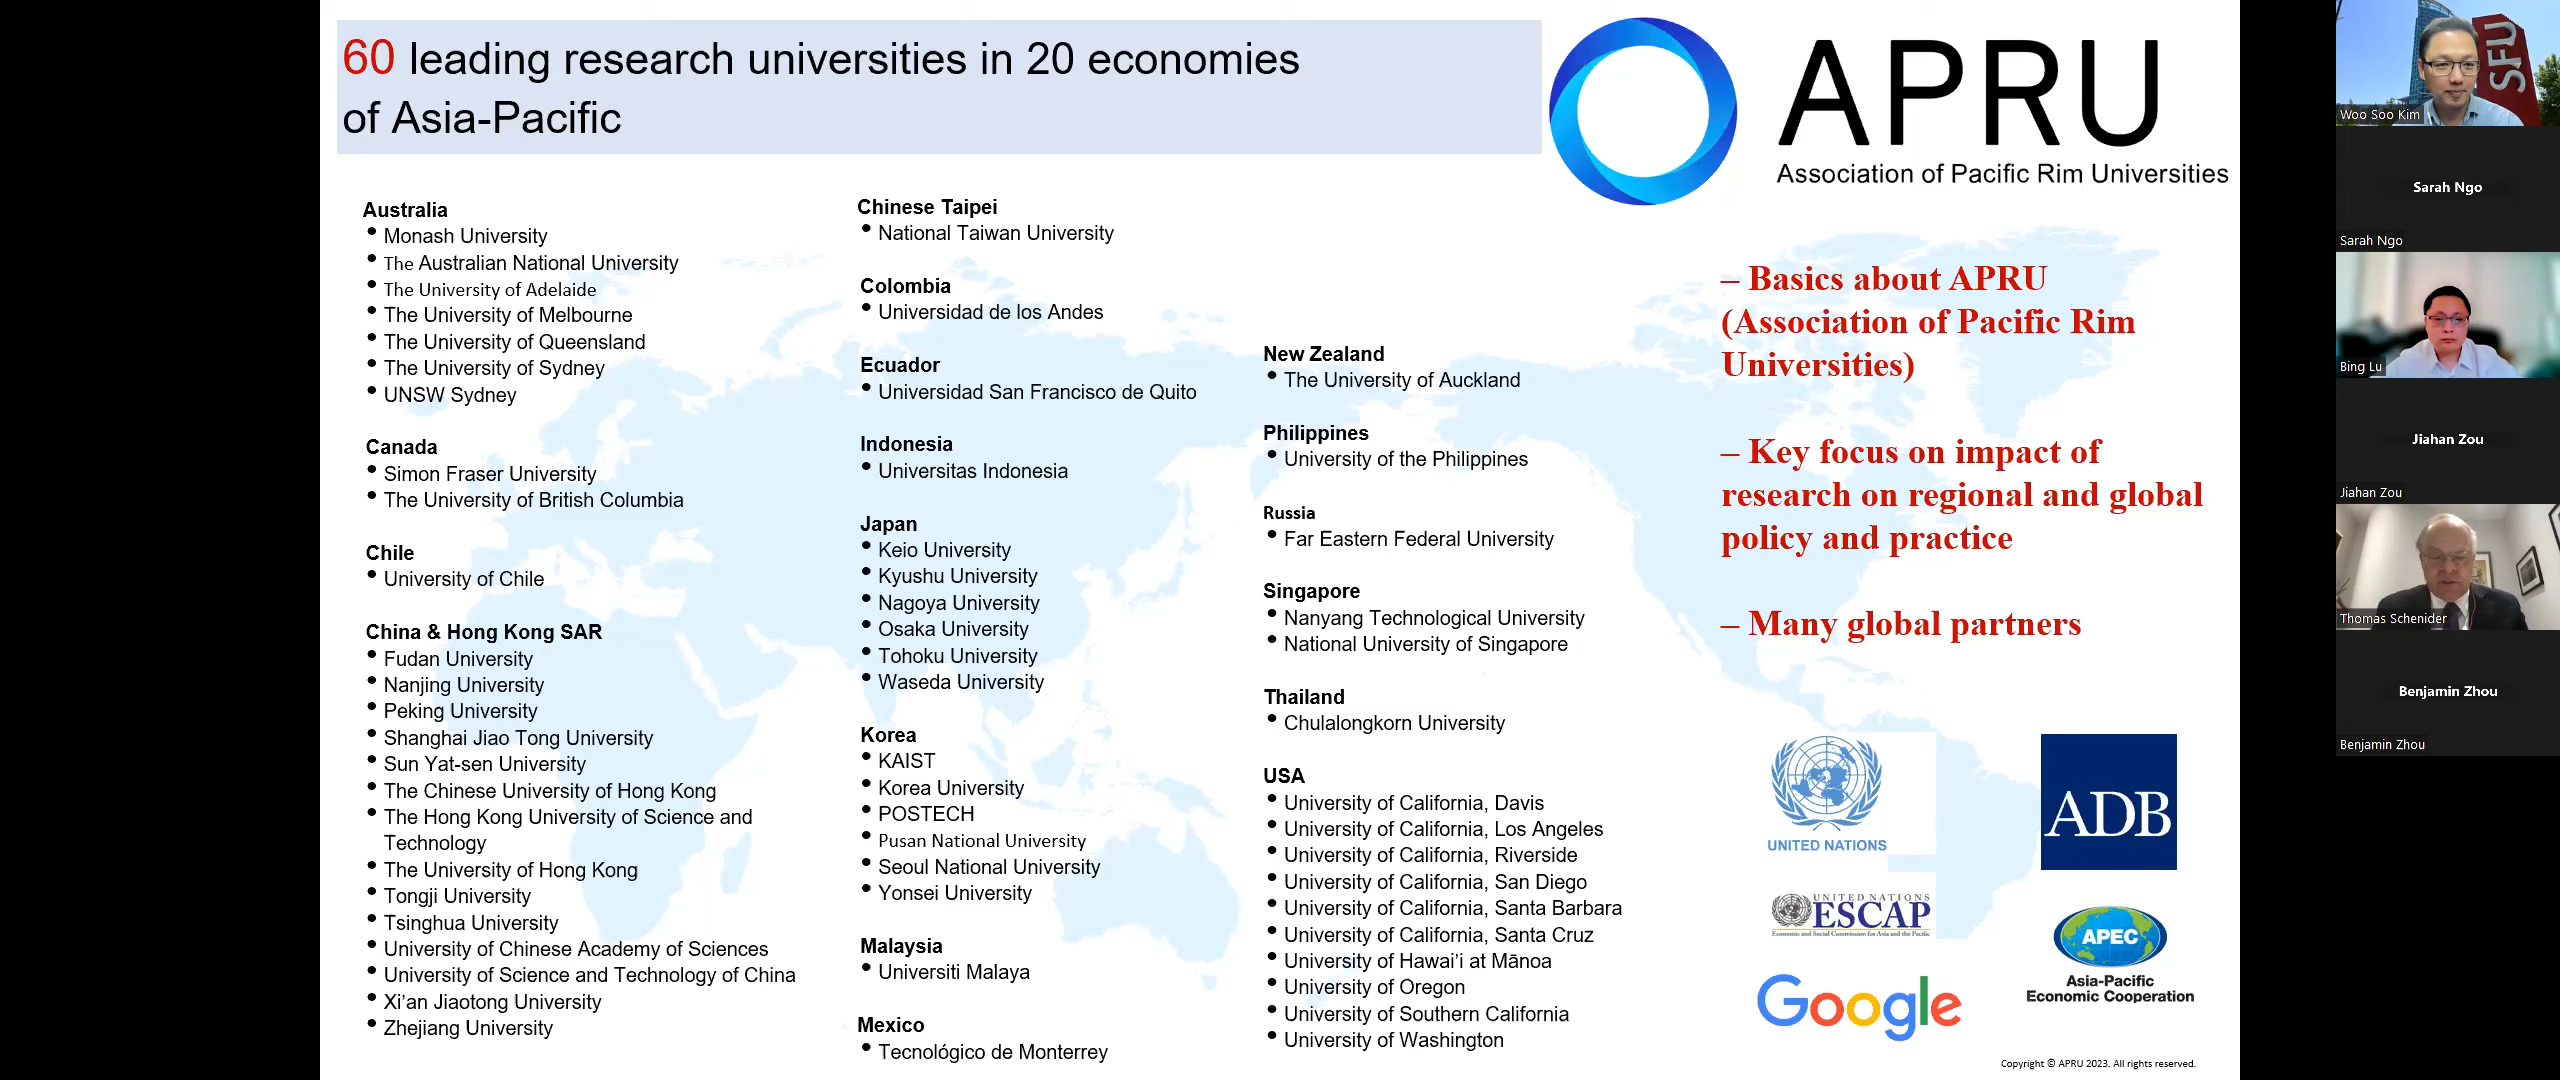 60 leading research universities in 20 economies
of Asia-Pacific
APRU
Association of Pacific Rim Universities
Australia
• Monash University
• The Australian National University
• The University of Adelaide
• The University of Melbourne
• The University of Queensland
• The University of Sydney
• UNSW Sydney
Canada
• Simon Fraser University
• The University of British Columbia
Chile
• University of Chile
China & Hong Kong SAR
• Fudan University
• Nanjing University
• Peking University
• Shanghai Jiao Tong University
• Sun Yat-sen University
• The Chinese University of Hong Kong
• The Hong Kong University of Science and
Technology
• The University of Hong Kong
• Tongji University
• Tsinghua University
• University of Chinese Academy of Sciences
• University of Science and Technology of China
• Xi'an Jiaotong University
• Zhejiang University
Chinese Taipei
• National Taiwan University
Colombia
• Universidad de los Andes
Ecuador
• Universidad San Francisco de Quito
Indonesia
• Universitas Indonesia
Japan
• Keio University
• Kyushu University
• Nagoya University
• Osaka University
• Tohoku University
• Waseda University
Korea
• KAIST
• Korea University
• POSTECH
• Pusan National University
• Seoul National University
• Yonsei University
Malaysia
• Universiti Malaya
Mexico
• Tecnológico de Monterrey
New Zealand
• The University of Auckland
Philippines
• University of the Philippines
Russia
• Far Eastern Federal University
Singapore
• Nanyang Technological University
• National University of Singapore
Thailand
• Chulalongkorn University
USA
• University of California, Davis
• University of California, Los Angeles
• University of California, Riverside
• University of California, San Diego
• University of California, Santa Barbara
• University of California, Santa Cruz
• University of Hawai'i at Mānoa
• University of Oregon
• University of Southern California
• University of Washington
– Basics about APRU
(Association of Pacific Rim
Universities)
– Key focus on impact of
research on regional and global
policy and practice
– Many global partners
UNITED NATIONS
ADB
UNITED NATIONS
ESCAP
Economic and Social Commission for Asia and the Pacific
APEC
Asia-Pacific
Economic Cooperation
Google
Copyright © APRU 2023. All rights reserved.
SFU
Woo Soo Kim
Sarah Ngo
Sarah Ngo
Bing Lu
Jiahan Zou
Jiahan Zou
Thomas Schenider
Benjamin Zhou
Benjamin Zhou